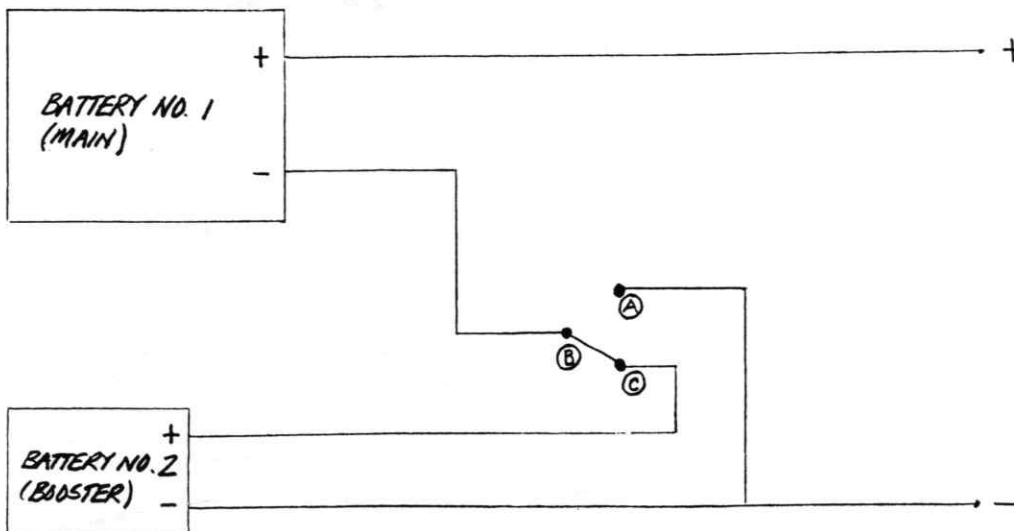 +
+
BATTERY NO. 1
(MAIN)
-
A
B
C
+
BATTERY NO. 2
(BOOSTER)
-
-